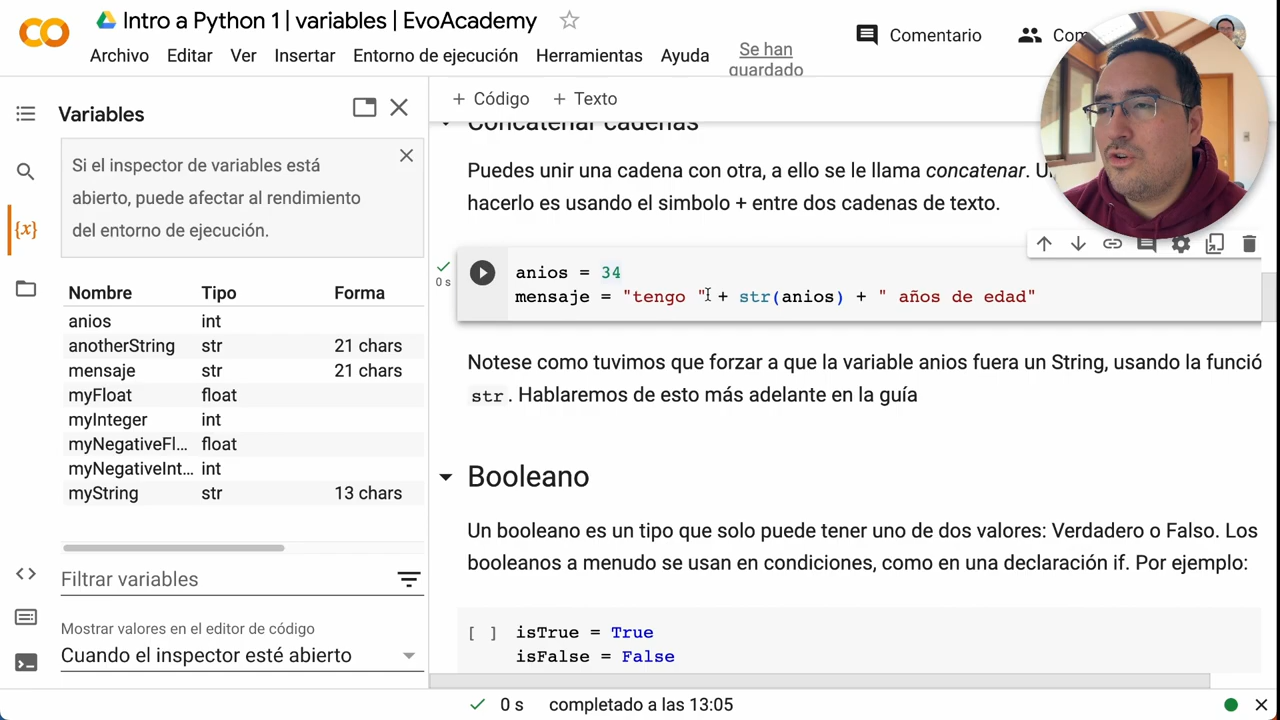 Intro a Python 1 | variables | EvoAcademy
Archivo Editar Ver Insertar Entorno de ejecución Herramientas Ayuda Se han guardado
Comentario
+ Código + Texto
Variables
Si el inspector de variables está
abierto, puede afectar al rendimiento
del entorno de ejecución.
Nombre Tipo Forma
anios int
anotherString str 21 chars
mensaje str 21 chars
myFloat float
myInteger int
myNegativeFl... float
myNegativeInt... int
myString str 13 chars
Filtrar variables
Mostrar valores en el editor de código
Cuando el inspector esté abierto
Concatenar cadenas
Puedes unir una cadena con otra, a ello se le llama concatenar.
hacerlo es usando el simbolo + entre dos cadenas de texto.
0 s
anios = 34
mensaje = "tengo " + str(anios) + " años de edad"
Notese como tuvimos que forzar a que la variable anios fuera un String, usando la funció
str. Hablaremos de esto más adelante en la guía
Booleano
Un booleano es un tipo que solo puede tener uno de dos valores: Verdadero o Falso. Los
booleanos a menudo se usan en condiciones, como en una declaración if. Por ejemplo:
[ ] isTrue = True
isFalse = False
0 s completado a las 13:05